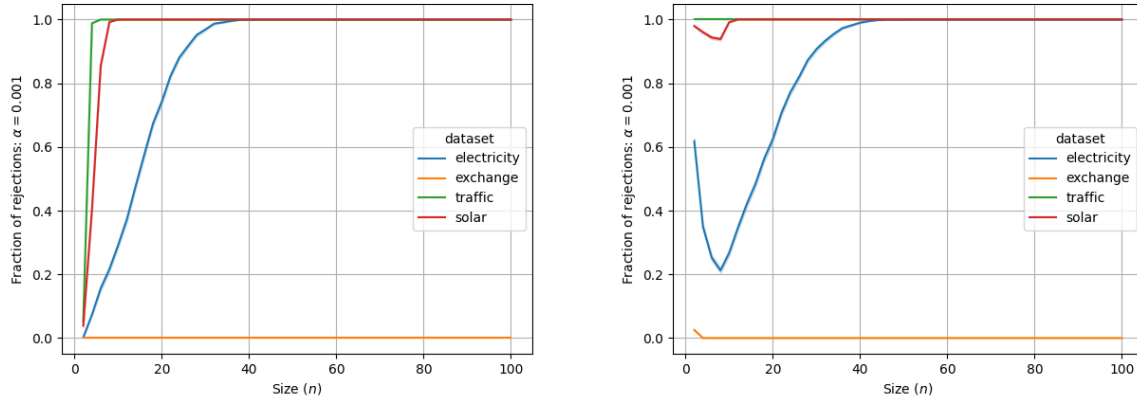 1.0
0.8
0.6
0.4
0.2
0.0
Fraction of rejections: α = 0.001
0 20 40 60 80 100
Size (n)
dataset
electricity
exchange
traffic
solar
1.0
0.8
0.6
0.4
0.2
0.0
Fraction of rejections: α = 0.001
0 20 40 60 80 100
Size (n)
dataset
electricity
exchange
traffic
solar